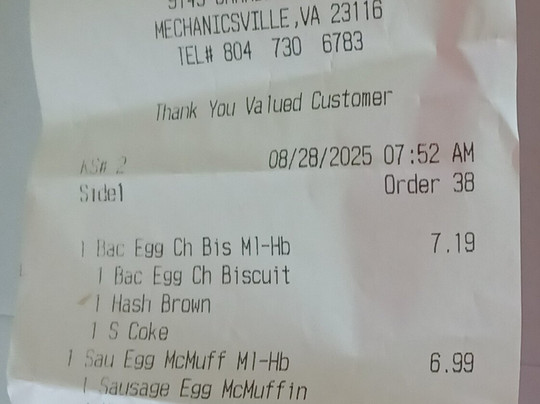 MECHANICSVILLE,VA 23116
TEL# 804 730 6783
Thank You Valued Customer
KS# 2 08/28/2025 07:52 AM
Side1 Order 38
1 Bac Egg Ch Bis Ml-Hb 7.19
1 Bac Egg Ch Biscuit
1 Hash Brown
1 S Coke
1 Sau Egg McMuff Ml-Hb 6.99
1 Sausage Egg McMuffin